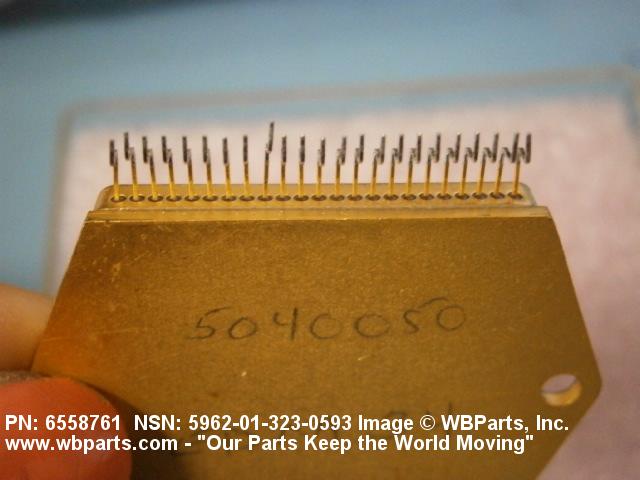 5040050
PN: 6558761 NSN: 5962-01-323-0593 Image © WBParts, Inc.
www.wbparts.com - "Our Parts Keep the World Moving"